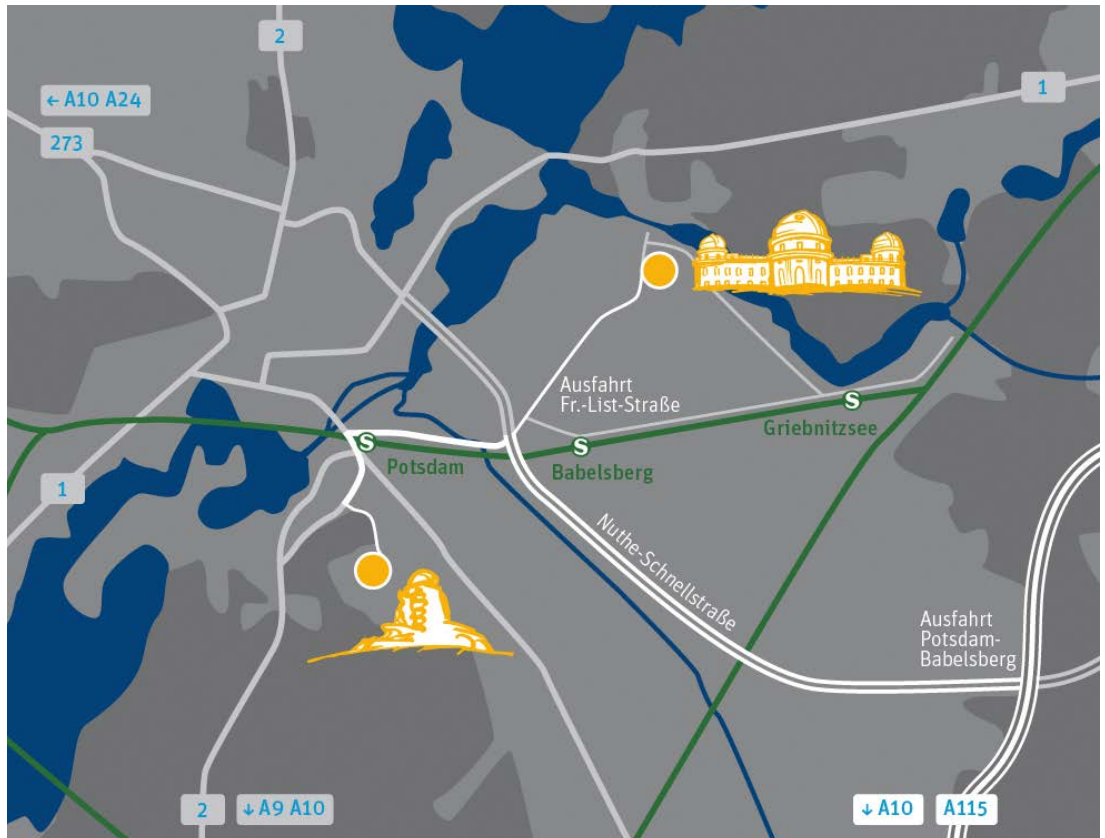 2
← A10 A24
1
273
Ausfahrt
Fr.-List-Straße
S
Griebnitzsee
S
Potsdam
S
Babelsberg
1
Nuthe-Schnellstraße
Ausfahrt
Potsdam-
Babelsberg
2
↓ A9 A10
↓ A10
A115